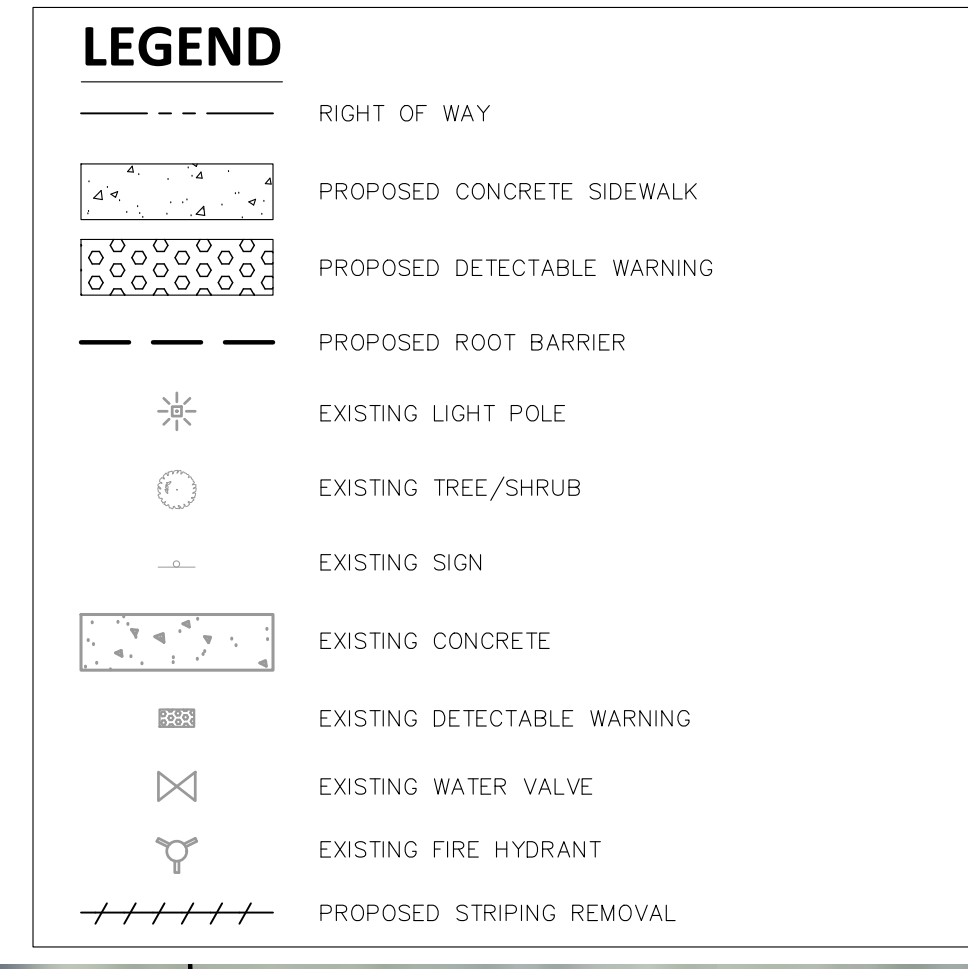 LEGEND
RIGHT OF WAY
PROPOSED CONCRETE SIDEWALK
PROPOSED DETECTABLE WARNING
PROPOSED ROOT BARRIER
EXISTING LIGHT POLE
EXISTING TREE/SHRUB
EXISTING SIGN
EXISTING CONCRETE
EXISTING DETECTABLE WARNING
EXISTING WATER VALVE
EXISTING FIRE HYDRANT
PROPOSED STRIPING REMOVAL